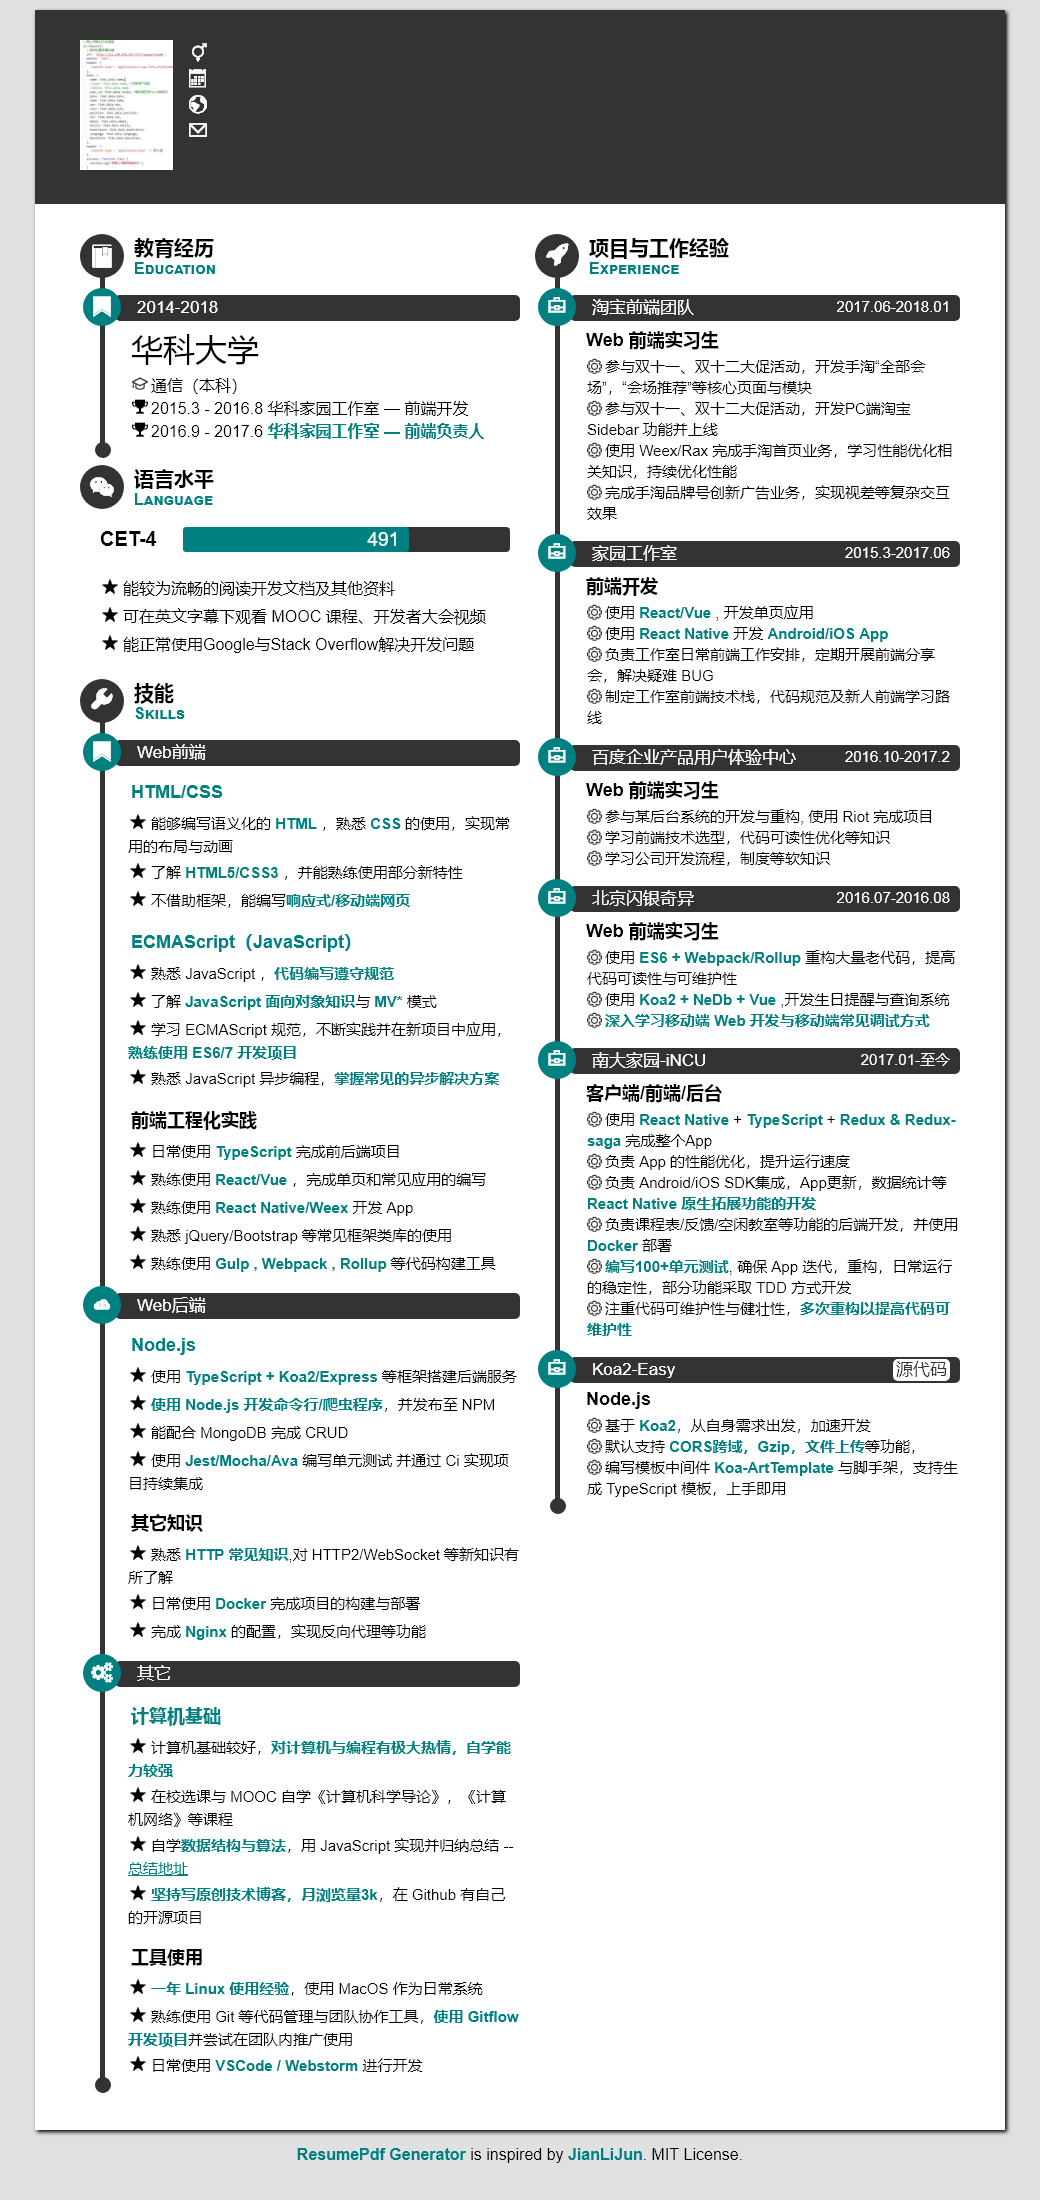 教育经历
EDUCATION
2014-2018
华科大学
通信（本科）
2015.3 - 2016.8 华科家园工作室 — 前端开发
2016.9 - 2017.6 华科家园工作室 — 前端负责人
语言水平
LANGUAGE
CET-4 491
能较为流畅的阅读开发文档及其他资料
可在英文字幕下观看 MOOC 课程、开发者大会视频
能正常使用Google与Stack Overflow解决开发问题
技能
SKILLS
Web前端
HTML/CSS
能够编写语义化的 HTML ，熟悉 CSS 的使用，实现常
用的布局与动画
了解 HTML5/CSS3 ，并能熟练使用部分新特性
不借助框架，能编写响应式/移动端网页
ECMAScript（JavaScript）
熟悉 JavaScript ，代码编写遵守规范
了解 JavaScript 面向对象知识与 MV* 模式
学习 ECMAScript 规范，不断实践并在新项目中应用，
熟练使用 ES6/7 开发项目
熟悉 JavaScript 异步编程，掌握常见的异步解决方案
前端工程化实践
日常使用 TypeScript 完成前后端项目
熟练使用 React/Vue ，完成单页和常见应用的编写
熟练使用 React Native/Weex 开发 App
熟悉 jQuery/Bootstrap 等常见框架类库的使用
熟练使用 Gulp , Webpack , Rollup 等代码构建工具
Web后端
Node.js
使用 TypeScript + Koa2/Express 等框架搭建后端服务
使用 Node.js 开发命令行/爬虫程序，并发布至 NPM
能配合 MongoDB 完成 CRUD
使用 Jest/Mocha/Ava 编写单元测试 并通过 Ci 实现项
目持续集成
其它知识
熟悉 HTTP 常见知识,对 HTTP2/WebSocket 等新知识有
所了解
日常使用 Docker 完成项目的构建与部署
完成 Nginx 的配置，实现反向代理等功能
其它
计算机基础
计算机基础较好，对计算机与编程有极大热情，自学能
力较强
在校选课与 MOOC 自学《计算机科学导论》，《计算
机网络》等课程
自学数据结构与算法，用 JavaScript 实现并归纳总结 --
总结地址
坚持写原创技术博客，月浏览量3k，在 Github 有自己
的开源项目
工具使用
一年 Linux 使用经验，使用 MacOS 作为日常系统
熟练使用 Git 等代码管理与团队协作工具，使用 Gitflow
开发项目并尝试在团队内推广使用
日常使用 VSCode / Webstorm 进行开发
项目与工作经验
EXPERIENCE
淘宝前端团队 2017.06-2018.01
Web 前端实习生
参与双十一、双十二大促活动，开发手淘“全部会
场”，“会场推荐”等核心页面与模块
参与双十一、双十二大促活动，开发PC端淘宝
Sidebar 功能并上线
使用 Weex/Rax 完成手淘首页业务，学习性能优化相
关知识，持续优化性能
完成手淘品牌号创新广告业务，实现视差等复杂交互
效果
家园工作室 2015.3-2017.06
前端开发
使用 React/Vue , 开发单页应用
使用 React Native 开发 Android/iOS App
负责工作室日常前端工作安排，定期开展前端分享
会，解决疑难 BUG
制定工作室前端技术栈，代码规范及新人前端学习路
线
百度企业产品用户体验中心 2016.10-2017.2
Web 前端实习生
参与某后台系统的开发与重构, 使用 Riot 完成项目
学习前端技术选型，代码可读性优化等知识
学习公司开发流程，制度等软知识
北京闪银奇异 2016.07-2016.08
Web 前端实习生
使用 ES6 + Webpack/Rollup 重构大量老代码，提高
代码可读性与可维护性
使用 Koa2 + NeDb + Vue ,开发生日提醒与查询系统
深入学习移动端 Web 开发与移动端常见调试方式
南大家园-iNCU 2017.01-至今
客户端/前端/后台
使用 React Native + TypeScript + Redux & Redux-
saga 完成整个App
负责 App 的性能优化，提升运行速度
负责 Android/iOS SDK集成，App更新，数据统计等
React Native 原生拓展功能的开发
负责课程表/反馈/空闲教室等功能的后端开发，并使用
Docker 部署
编写100+单元测试, 确保 App 迭代，重构，日常运行
的稳定性，部分功能采取 TDD 方式开发
注重代码可维护性与健壮性，多次重构以提高代码可
维护性
Koa2-Easy 源代码
Node.js
基于 Koa2，从自身需求出发，加速开发
默认支持 CORS跨域，Gzip，文件上传等功能，
编写模板中间件 Koa-ArtTemplate 与脚手架，支持生
成 TypeScript 模板，上手即用
ResumePdf Generator is inspired by JianLiJun. MIT License.